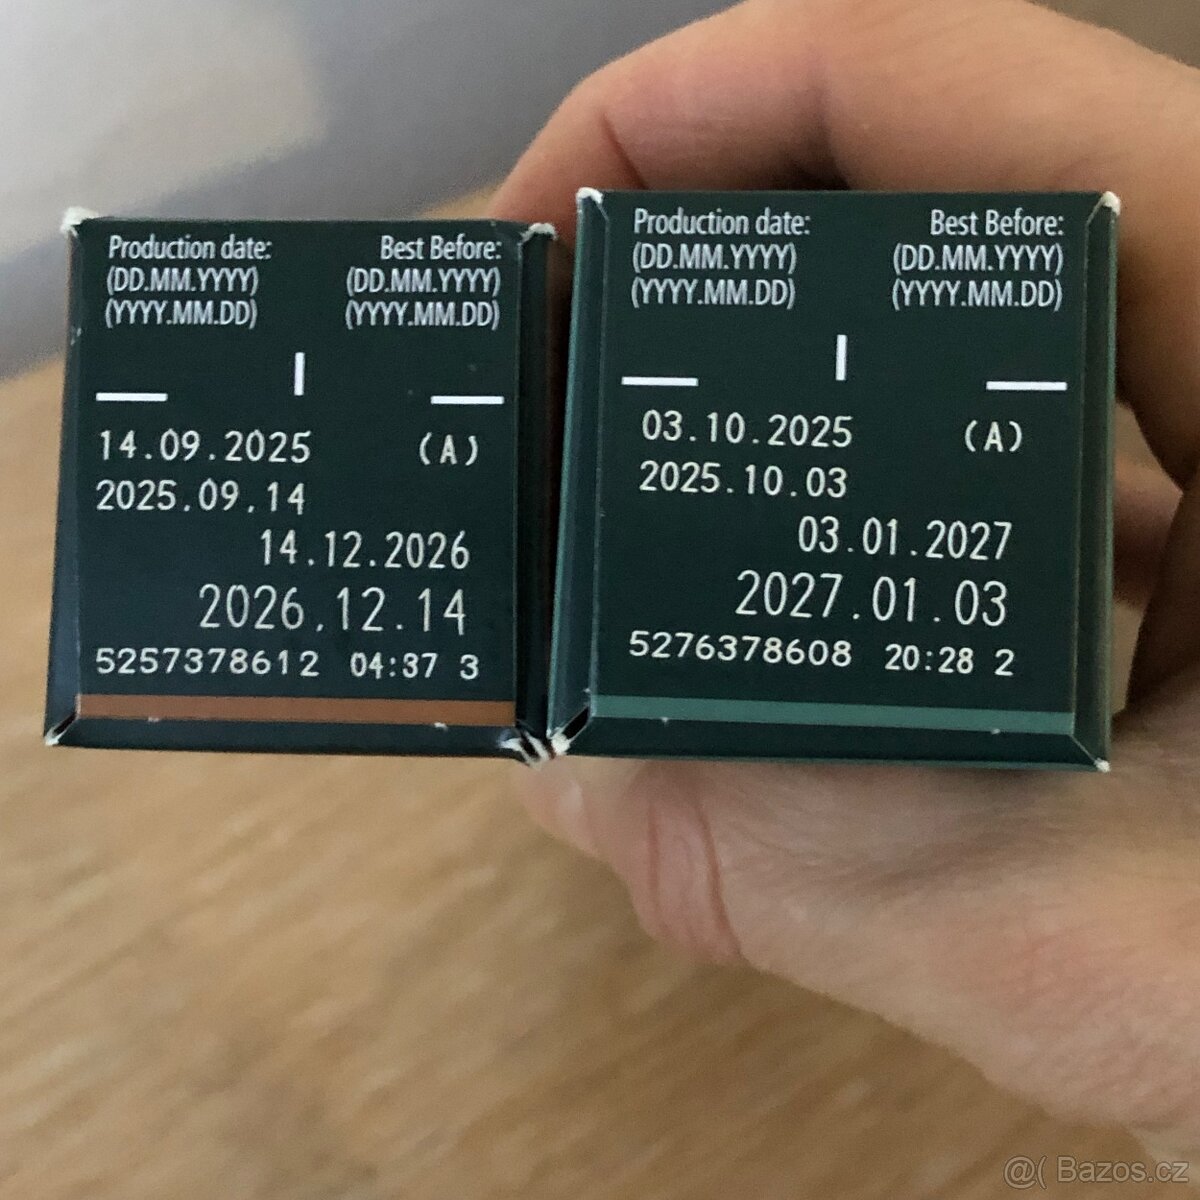 Production date:
(DD.MM.YYYY)
(YYYY.MM.DD)
Best Before:
(DD.MM.YYYY)
(YYYY.MM.DD)
14.09.2025 (A)
2025.09.14
14.12.2026
2026.12.14
5257378612 04:37 3
Production date:
(DD.MM.YYYY)
(YYYY.MM.DD)
Best Before:
(DD.MM.YYYY)
(YYYY.MM.DD)
03.10.2025 (A)
2025.10.03
03.01.2027
2027.01.03
5276378608 20:28 2
@( Bazos.cz